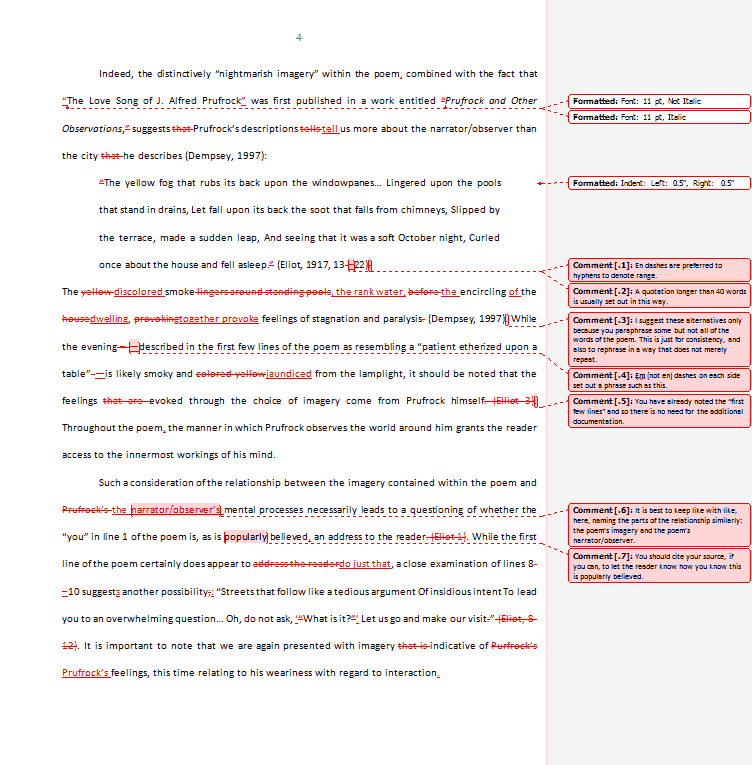 4
Indeed, the distinctively “nightmarish imagery” within the poem, combined with the fact that
“The Love Song of J. Alfred Prufrock” was first published in a work entitled “Prufrock and Other
Observations,” suggests that Prufrock’s descriptions tells tell us more about the narrator/observer than
the city that he describes (Dempsey, 1997):
“The yellow fog that rubs its back upon the windowpanes… Lingered upon the pools
that stand in drains, Let fall upon its back the soot that falls from chimneys, Slipped by
the terrace, made a sudden leap, And seeing that it was a soft October night, Curled
once about the house and fell asleep.” (Eliot, 1917, 13-–22)
The yellow discolored smoke lingers around standing pools, the rank water, before the encircling of the
housedwelling, provokingtogether provoke feelings of stagnation and paralysis. (Dempsey, 1997) While
the evening – —described in the first few lines of the poem as resembling a “patient etherized upon a
table”-—is likely smoky and colored yellowjaundiced from the lamplight, it should be noted that the
feelings that are evoked through the choice of imagery come from Prufrock himself. (Elliot 3)
Throughout the poem, the manner in which Prufrock observes the world around him grants the reader
access to the innermost workings of his mind.
Such a consideration of the relationship between the imagery contained within the poem and
Prufrock’s the narrator/observer’s mental processes necessarily leads to a questioning of whether the
“you” in line 1 of the poem is, as is popularly believed, an address to the reader. (Eliot 1). While the first
line of the poem certainly does appear to address the readerdo just that, a close examination of lines 8-
–10 suggests another possibility;: “Streets that follow like a tedious argument Of insidious intent To lead
you to an overwhelming question… Oh, do not ask, ‘“What is it?”’ Let us go and make our visit.” (Eliot, 8-
12). It is important to note that we are again presented with imagery that is indicative of Purfrock’s
Prufrock’s feelings, this time relating to his weariness with regard to interaction.
Formatted: Font: 11 pt, Not Italic
Formatted: Font: 11 pt, Italic
Formatted: Indent: Left: 0.5", Right: 0.5"
Comment [.1]: En dashes are preferred to
hyphens to denote range.
Comment [.2]: A quotation longer than 40 words
is usually set out in this way.
Comment [.3]: I suggest these alternatives only
because you paraphrase some but not all of the
words of the poem. This is just for consistency, and
also to rephrase in a way that does not merely
repeat.
Comment [.4]: Em (not en) dashes on each side
set out a phrase such as this.
Comment [.5]: You have already noted the “first
few lines” and so there is no need for the additional
documentation.
Comment [.6]: It is best to keep like with like,
here, naming the parts of the relationship similarly:
the poem’s imagery and the poem’s
narrator/observer.
Comment [.7]: You should cite your source, if
you can, to let the reader know how you know this
is popularly believed.